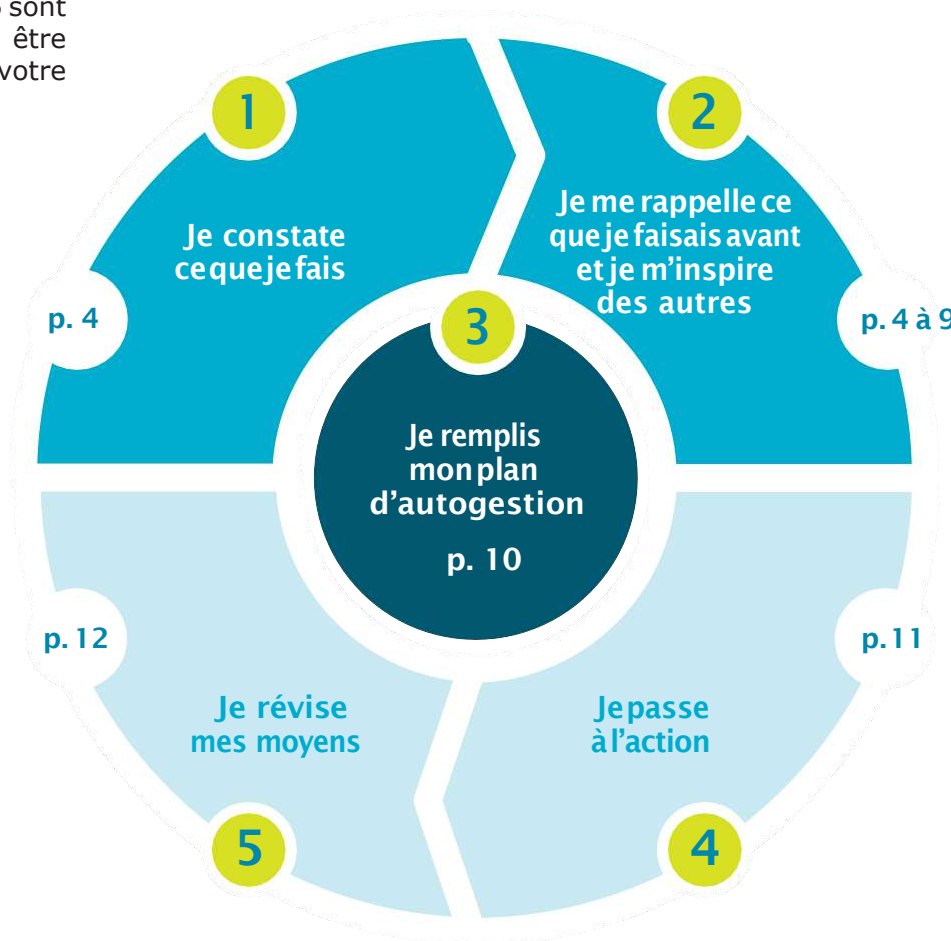 sont
être
votre
1
Je constate
ce que je fais
p. 4
2
Je me rappelle ce
que je faisais avant
et je m’inspire
des autres
p. 4 à 9
3
Je remplis
mon plan
d’autogestion
p. 10
4
Je passe
à l’action
p. 11
5
Je révise
mes moyens
p. 12